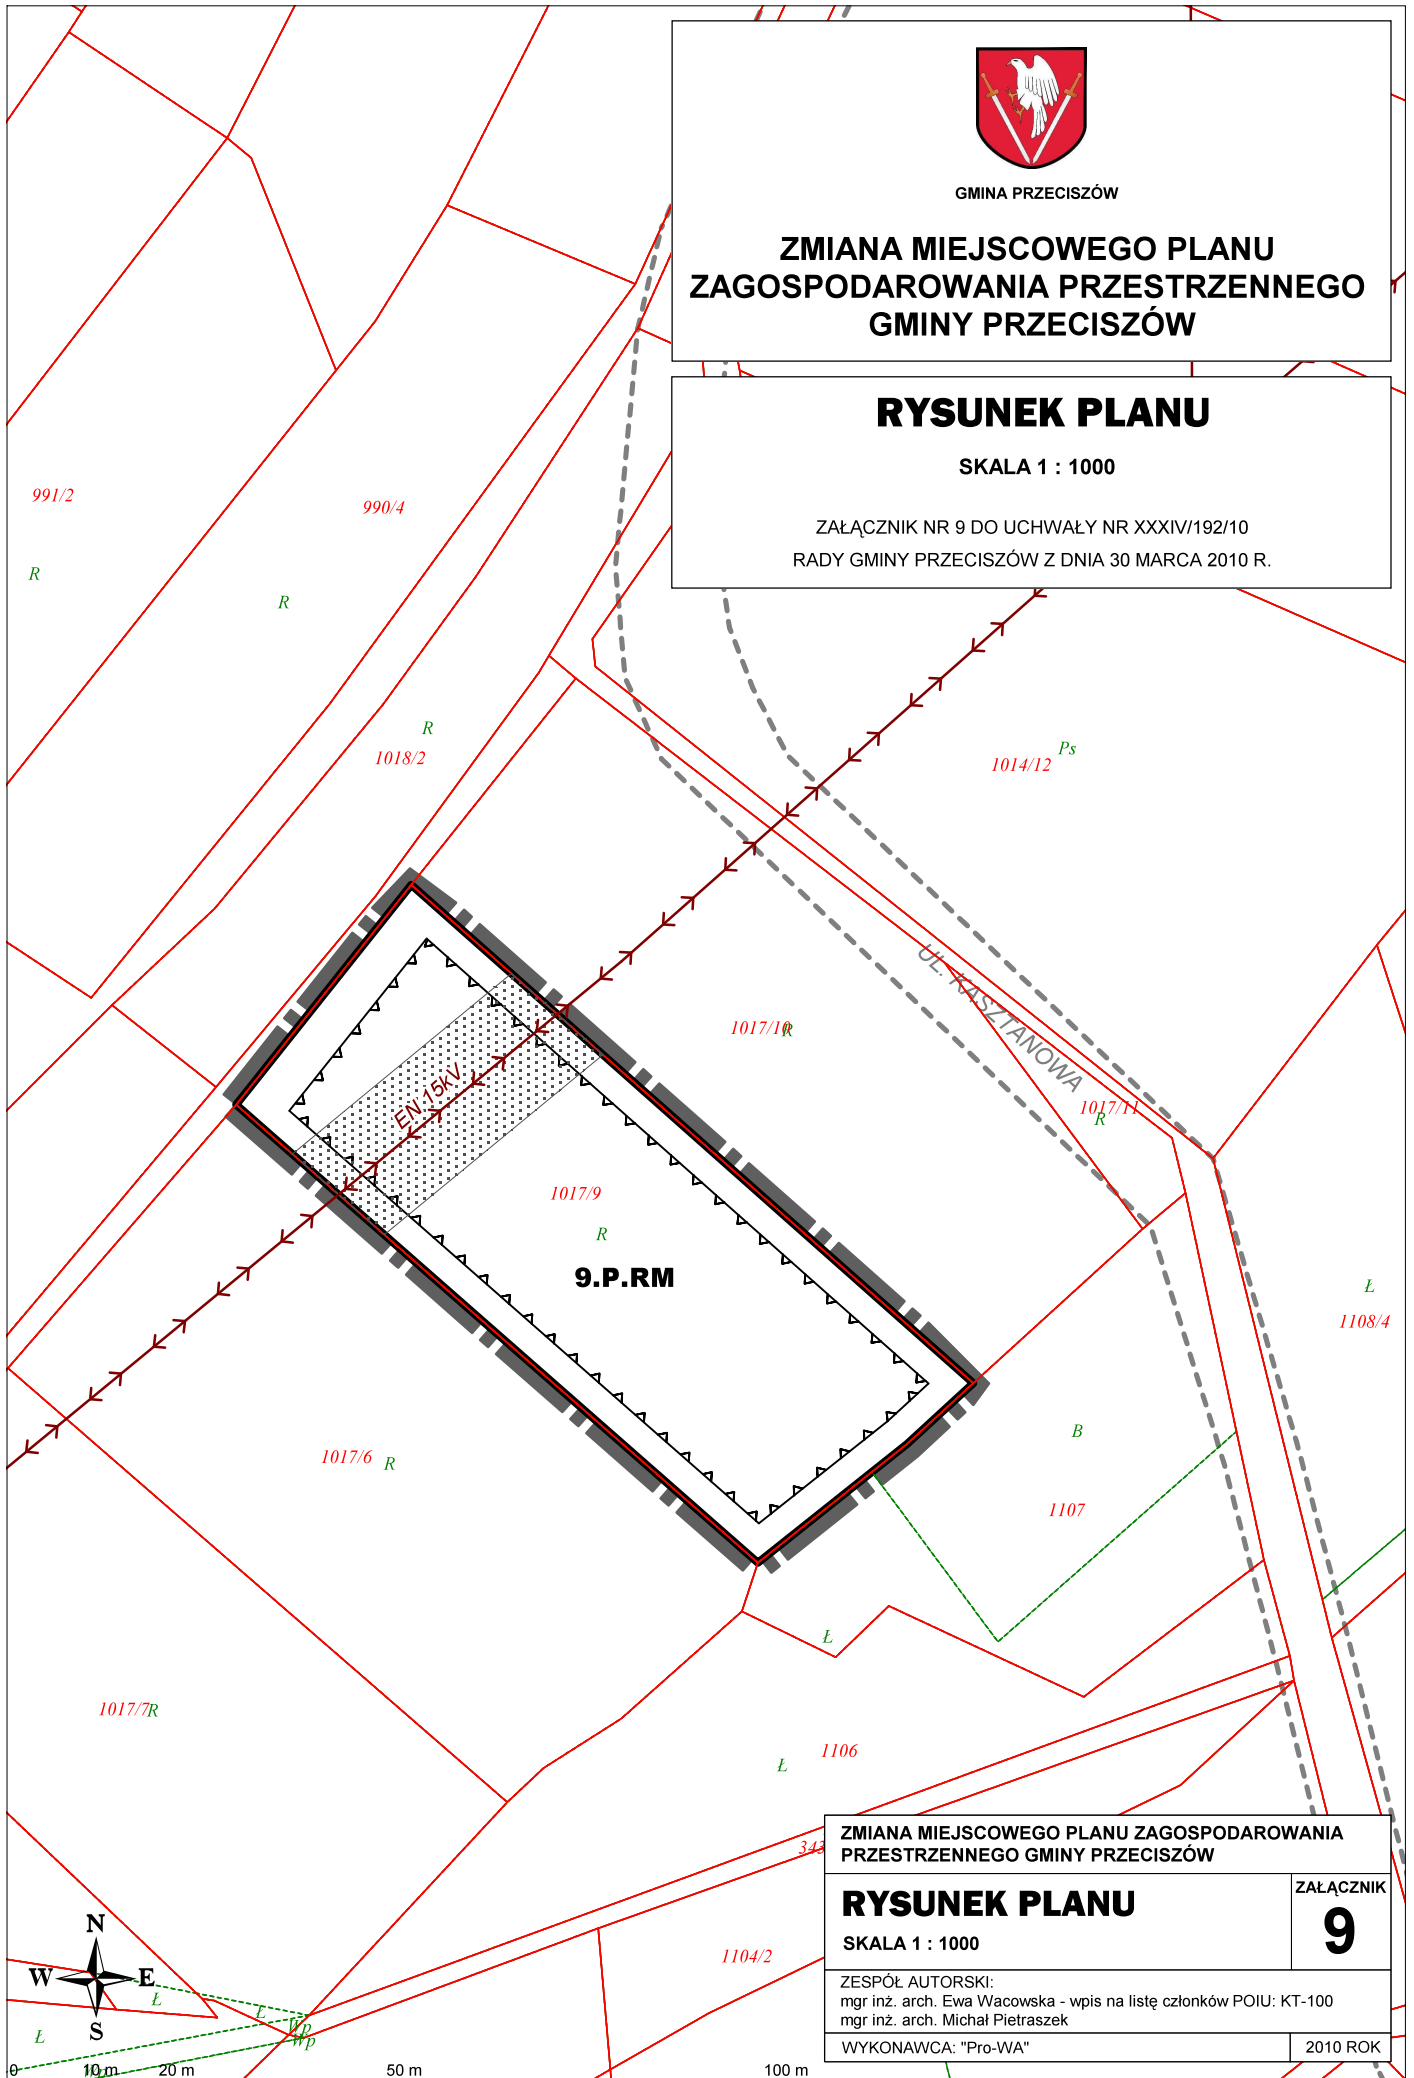 GMINA PRZECISZÓW
ZMIANA MIEJSCOWEGO PLANU
ZAGOSPODAROWANIA PRZESTRZENNEGO
GMINY PRZECISZÓW
RYSUNEK PLANU
SKALA 1 : 1000
ZAŁĄCZNIK NR 9 DO UCHWAŁY NR XXXIV/192/10
RADY GMINY PRZECISZÓW Z DNIA 30 MARCA 2010 R.
991/2
990/4
R
R
R
1018/2
Ps
1014/12
UL. KASZTANOWA
1017/10
R
EN 15kV
1017/11
R
1017/9
R
9.P.RM
Ł
1108/4
B
1017/6
R
1107
Ł
1017/7
R
1106
Ł
343
1104/2
ZMIANA MIEJSCOWEGO PLANU ZAGOSPODAROWANIA
PRZESTRZENNEGO GMINY PRZECISZÓW
RYSUNEK PLANU
SKALA 1 : 1000
ZAŁĄCZNIK
9
ZESPÓŁ AUTORSKI:
mgr inż. arch. Ewa Wacowska - wpis na listę członków POIU: KT-100
mgr inż. arch. Michał Pietraszek
WYKONAWCA: "Pro-WA"
2010 ROK
N
W
E
S
Ł
Ł
Ł
Wp
Wp
Wp
0
10 m
20 m
50 m
100 m